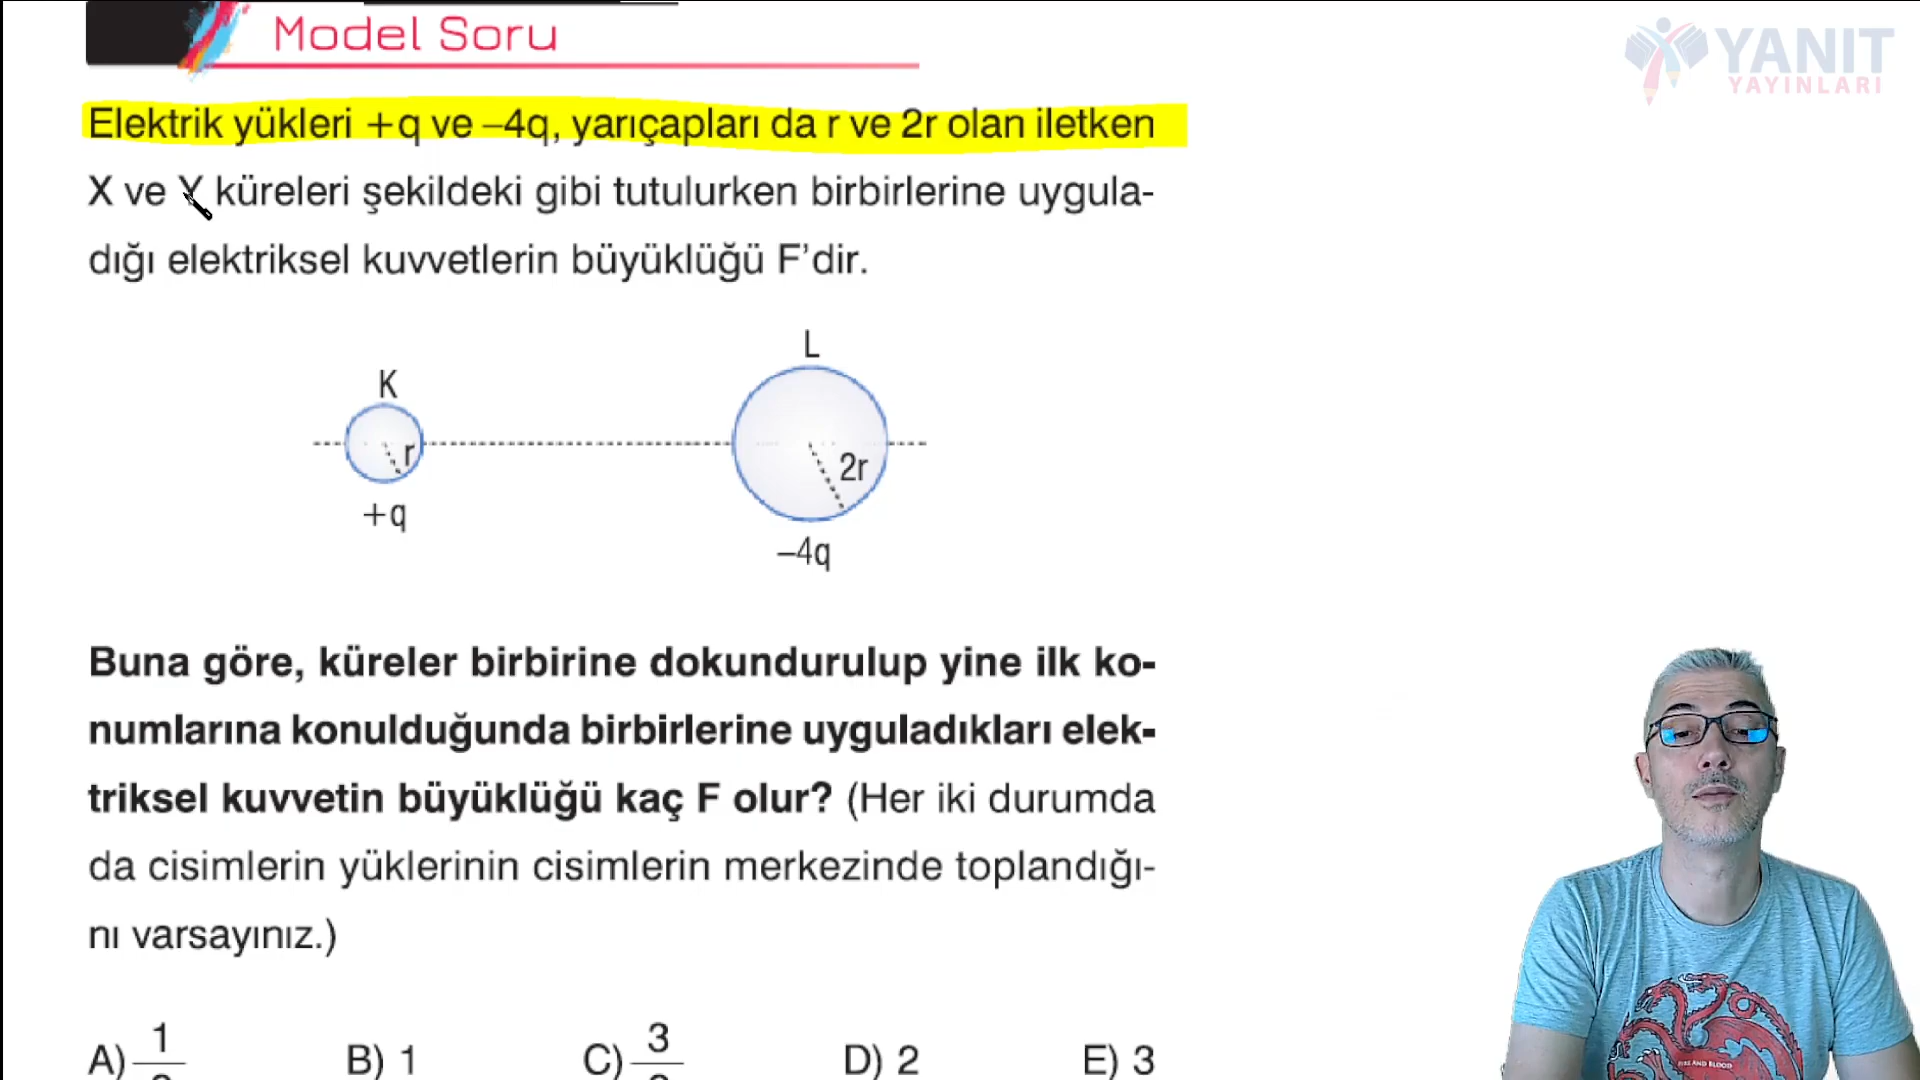 Model Soru
YANIT
YAYINLARI
Elektrik yükleri +q ve –4q, yarıçapları da r ve 2r olan iletken
X ve Y küreleri şekildeki gibi tutulurken birbirlerine uygula-
dığı elektriksel kuvvetlerin büyüklüğü F’dir.
L
K
r
2r
+q
–4q
Buna göre, küreler birbirine dokundurulup yine ilk ko-
numlarına konulduğunda birbirlerine uyguladıkları elek-
triksel kuvvetin büyüklüğü kaç F olur? (Her iki durumda
da cisimlerin yüklerinin cisimlerin merkezinde toplandığı-
nı varsayınız.)
A) 1 B) 1 C) 3 D) 2 E) 3
FIRE AND BLOOD